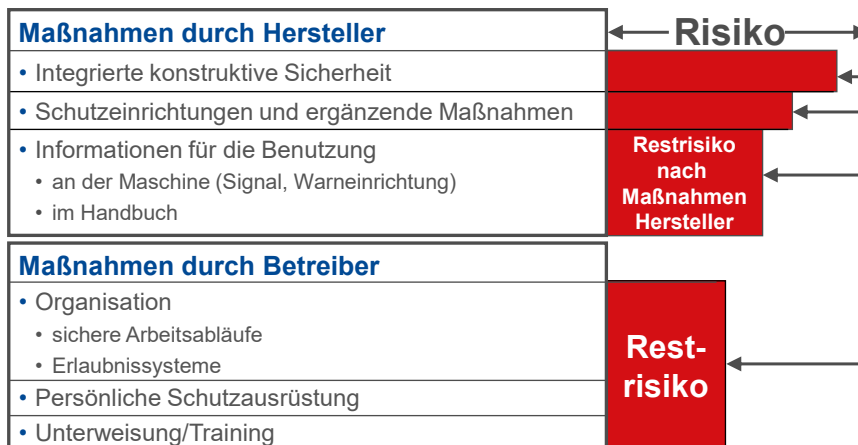 Maßnahmen durch Hersteller
Risiko
• Integrierte konstruktive Sicherheit
• Schutzeinrichtungen und ergänzende Maßnahmen
• Informationen für die Benutzung
• an der Maschine (Signal, Warneinrichtung)
• im Handbuch
Restrisiko
nach
Maßnahmen
Hersteller
Maßnahmen durch Betreiber
• Organisation
• sichere Arbeitsabläufe
• Erlaubnissysteme
• Persönliche Schutzausrüstung
• Unterweisung/Training
Rest-
risiko